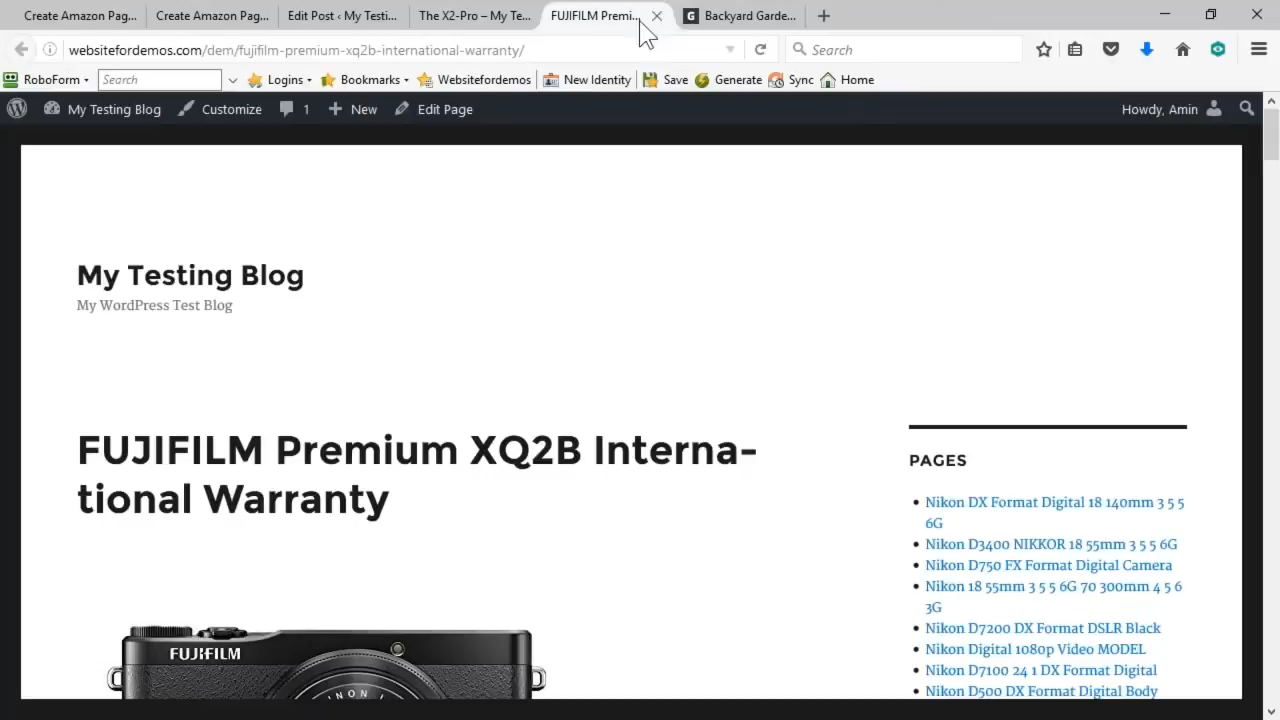 Create Amazon Pag... Create Amazon Pag... Edit Post ‹ My Testi... The X2-Pro – My Te... FUJIFILM Premi... G Backyard Garde...
websitefordemos.com/dem/fujifilm-premium-xq2b-international-warranty/ Search
RoboForm Search Logins Bookmarks Websitefordemos New Identity Save Generate Sync Home
My Testing Blog Customize 1 New Edit Page Howdy, Amin
My Testing Blog
My WordPress Test Blog
FUJIFILM Premium XQ2B Interna-
tional Warranty
FUJIFILM
INON
PAGES
Nikon DX Format Digital 18 140mm 3 5 5
6G
Nikon D3400 NIKKOR 18 55mm 3 5 5 6G
Nikon D750 FX Format Digital Camera
Nikon 18 55mm 3 5 5 6G 70 300mm 4 5 6
3G
Nikon D7200 DX Format DSLR Black
Nikon Digital 1080p Video MODEL
Nikon D7100 24 1 DX Format Digital
Nikon D500 DX Format Digital Body